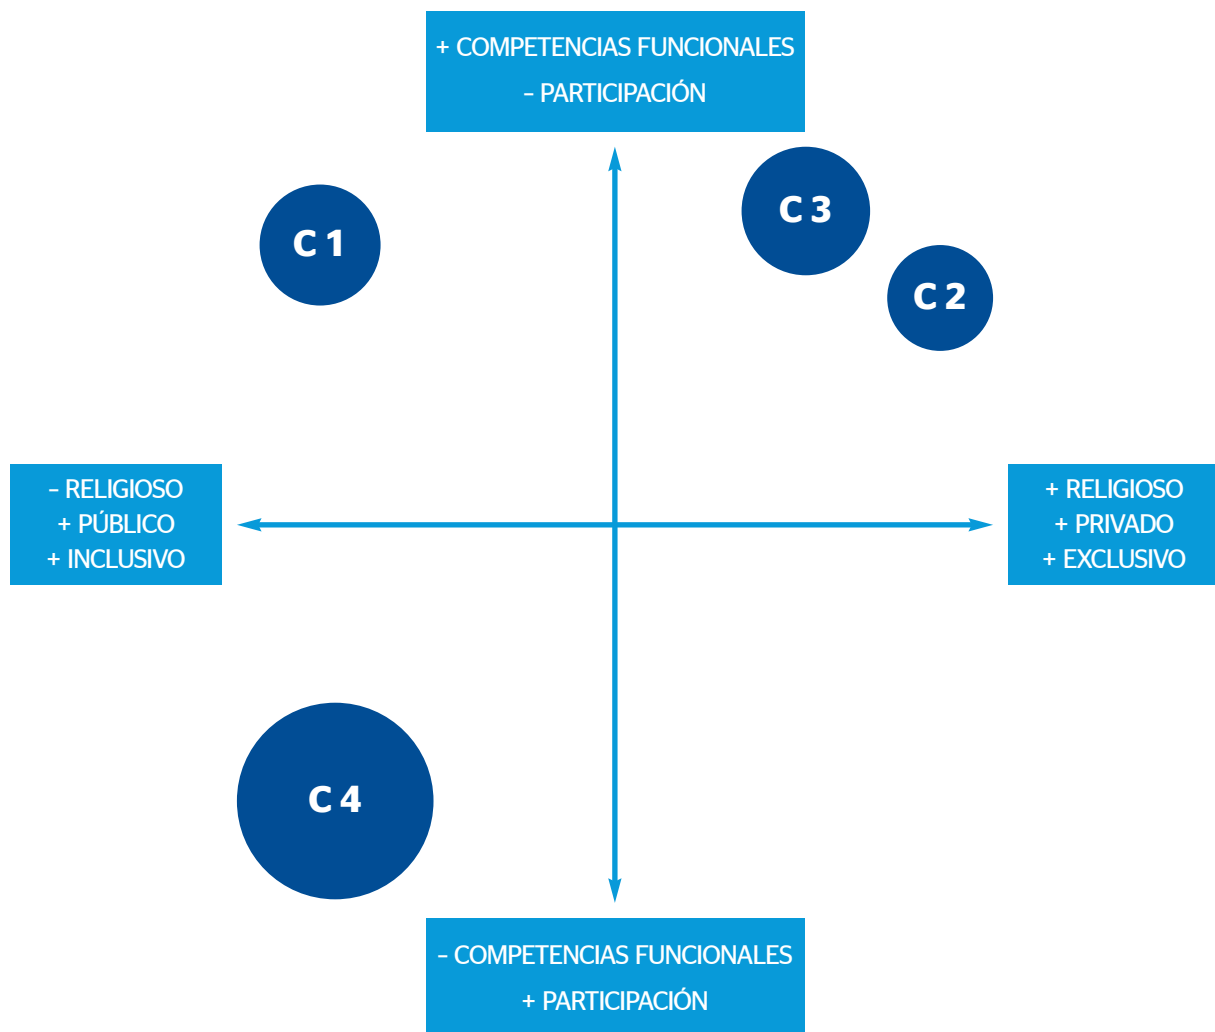 + COMPETENCIAS FUNCIONALES
– PARTICIPACIÓN
C 3
C 1
C 2
– RELIGIOSO
+ PÚBLICO
+ INCLUSIVO
+ RELIGIOSO
+ PRIVADO
+ EXCLUSIVO
C 4
– COMPETENCIAS FUNCIONALES
+ PARTICIPACIÓN